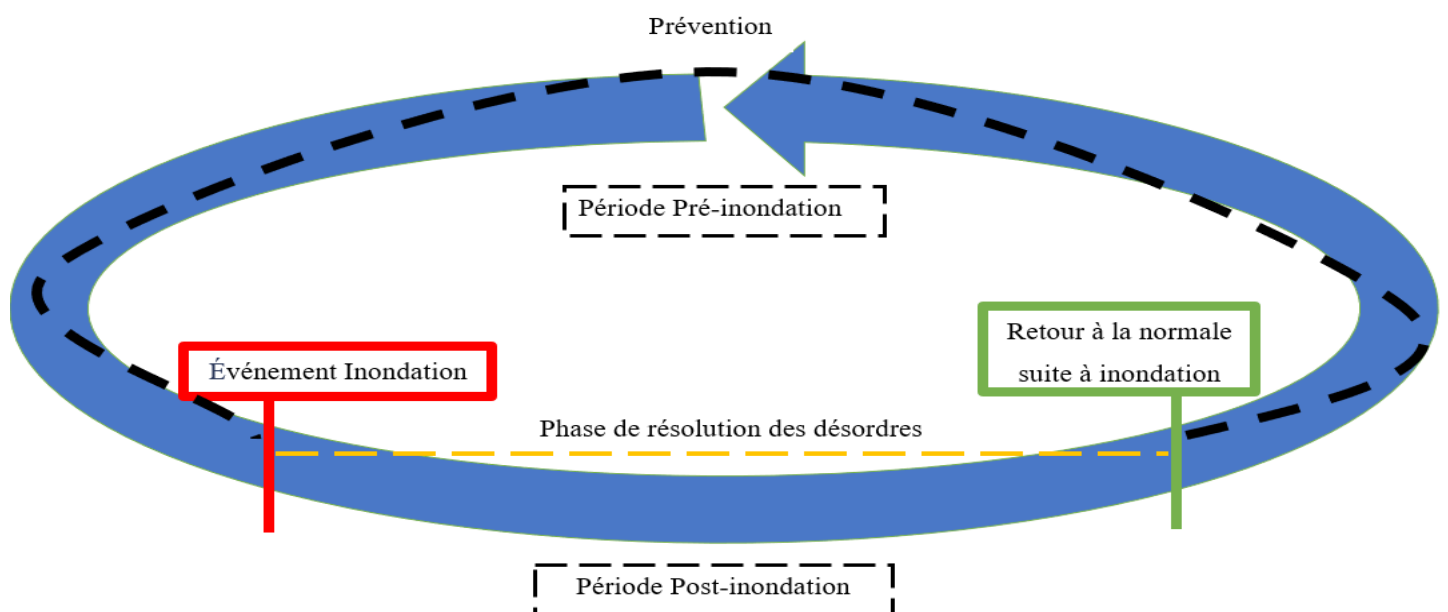 Prévention
Période Pré-inondation
Événement Inondation
Retour à la normale
suite à inondation
Phase de résolution des désordres
Période Post-inondation